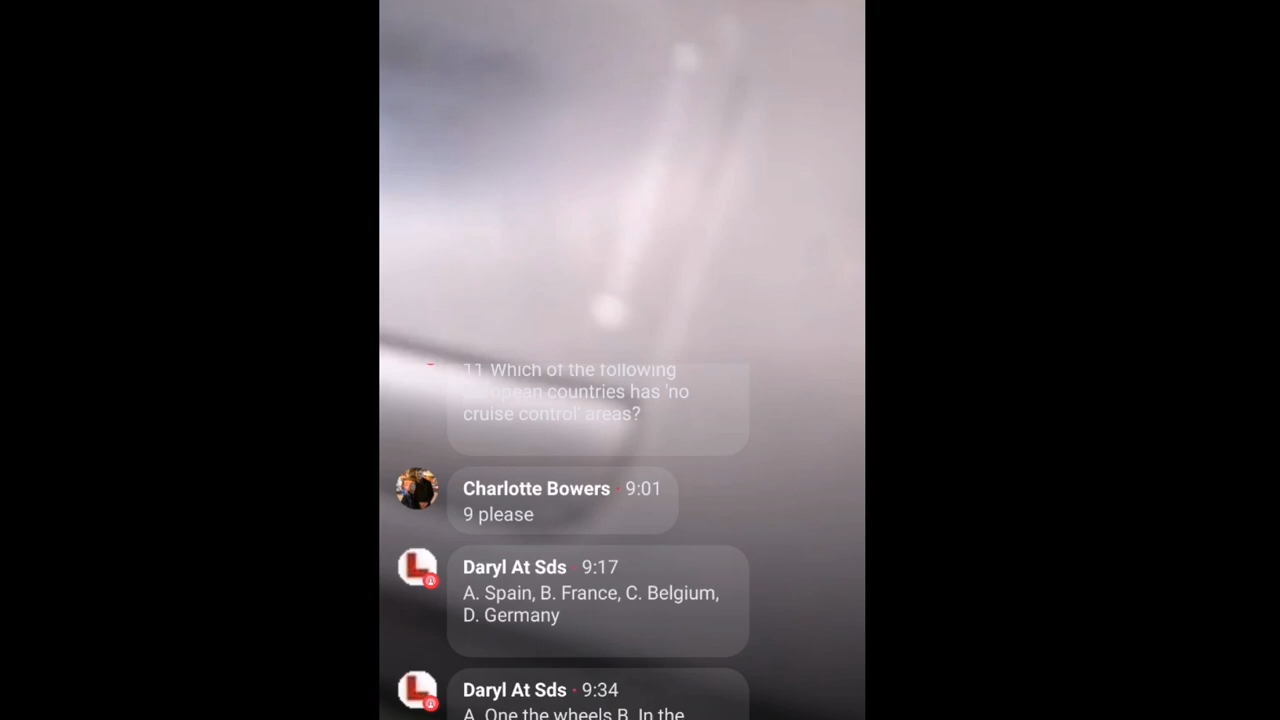 11 Which of the following
European countries has 'no
cruise control' areas?
Charlotte Bowers · 9:01
9 please
Daryl At Sds · 9:17
A. Spain, B. France, C. Belgium,
D. Germany
Daryl At Sds · 9:34
A. One the wheels B. In the